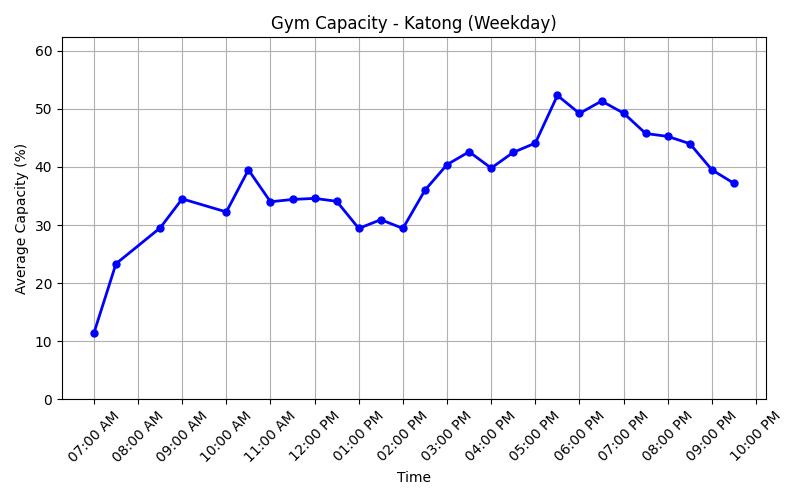 Gym Capacity - Katong (Weekday)
Average Capacity (%)
60
50
40
30
20
10
0
07:00 AM
08:00 AM
09:00 AM
10:00 AM
11:00 AM
12:00 PM
01:00 PM
02:00 PM
03:00 PM
04:00 PM
05:00 PM
06:00 PM
07:00 PM
08:00 PM
09:00 PM
10:00 PM
Time